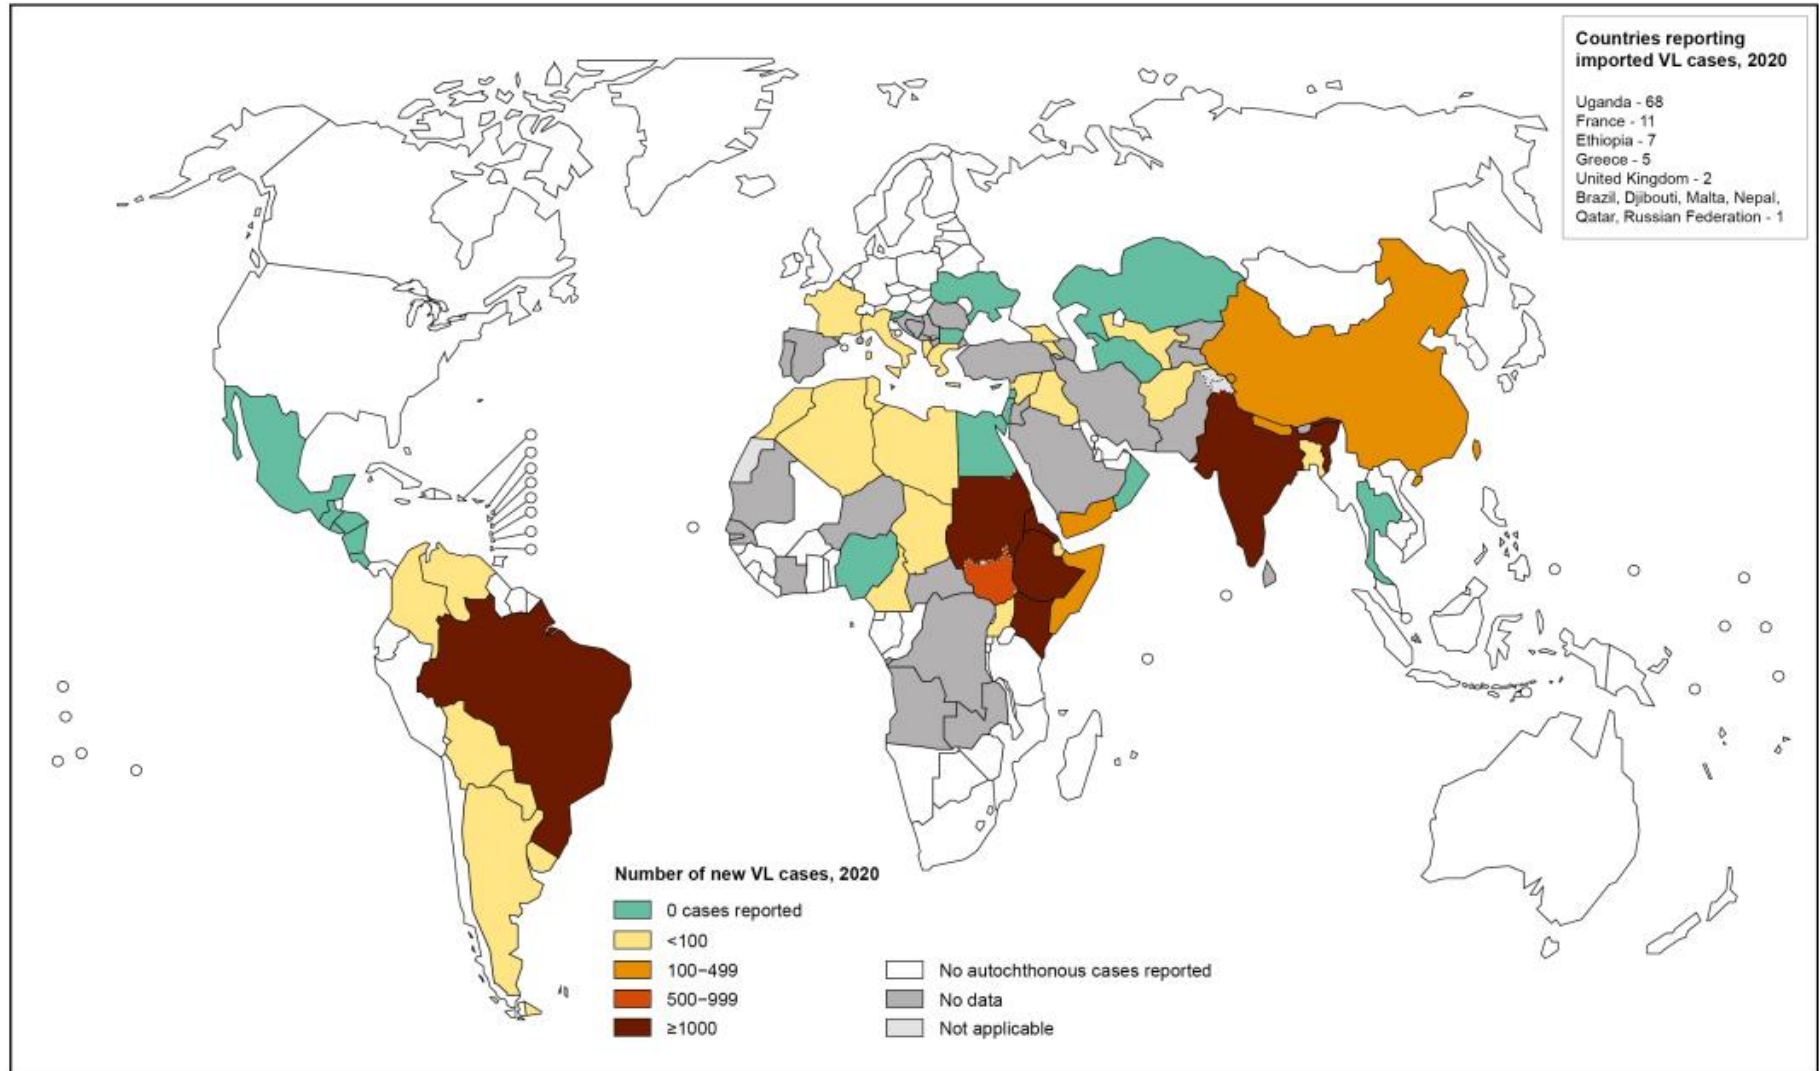 Countries reporting
imported VL cases, 2020
Uganda - 68
France - 11
Ethiopia - 7
Greece - 5
United Kingdom - 2
Brazil, Djibouti, Malta, Nepal,
Qatar, Russian Federation - 1
Number of new VL cases, 2020
0 cases reported
<100
100–499
500–999
≥1000
No autochthonous cases reported
No data
Not applicable